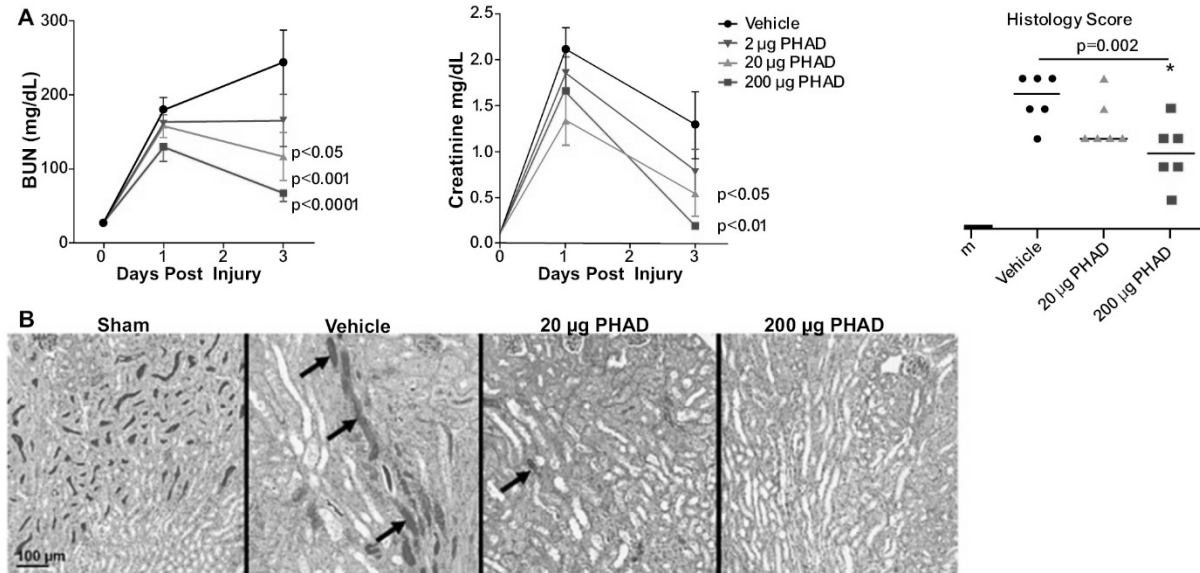 A
BUN (mg/dL)
300
200
100
0
0 1 2 3
Days Post Injury
p<0.05
p<0.001
p<0.0001
Creatinine mg/dL
2.5
2.0
1.5
1.0
0.5
0.0
0 1 2 3
Days Post Injury
p<0.05
p<0.01
Vehicle
2 µg PHAD
20 µg PHAD
200 µg PHAD
Histology Score
p=0.002
*
m
Vehicle
20 µg PHAD
200 µg PHAD
B
Sham
Vehicle
20 µg PHAD
200 µg PHAD
100 µm